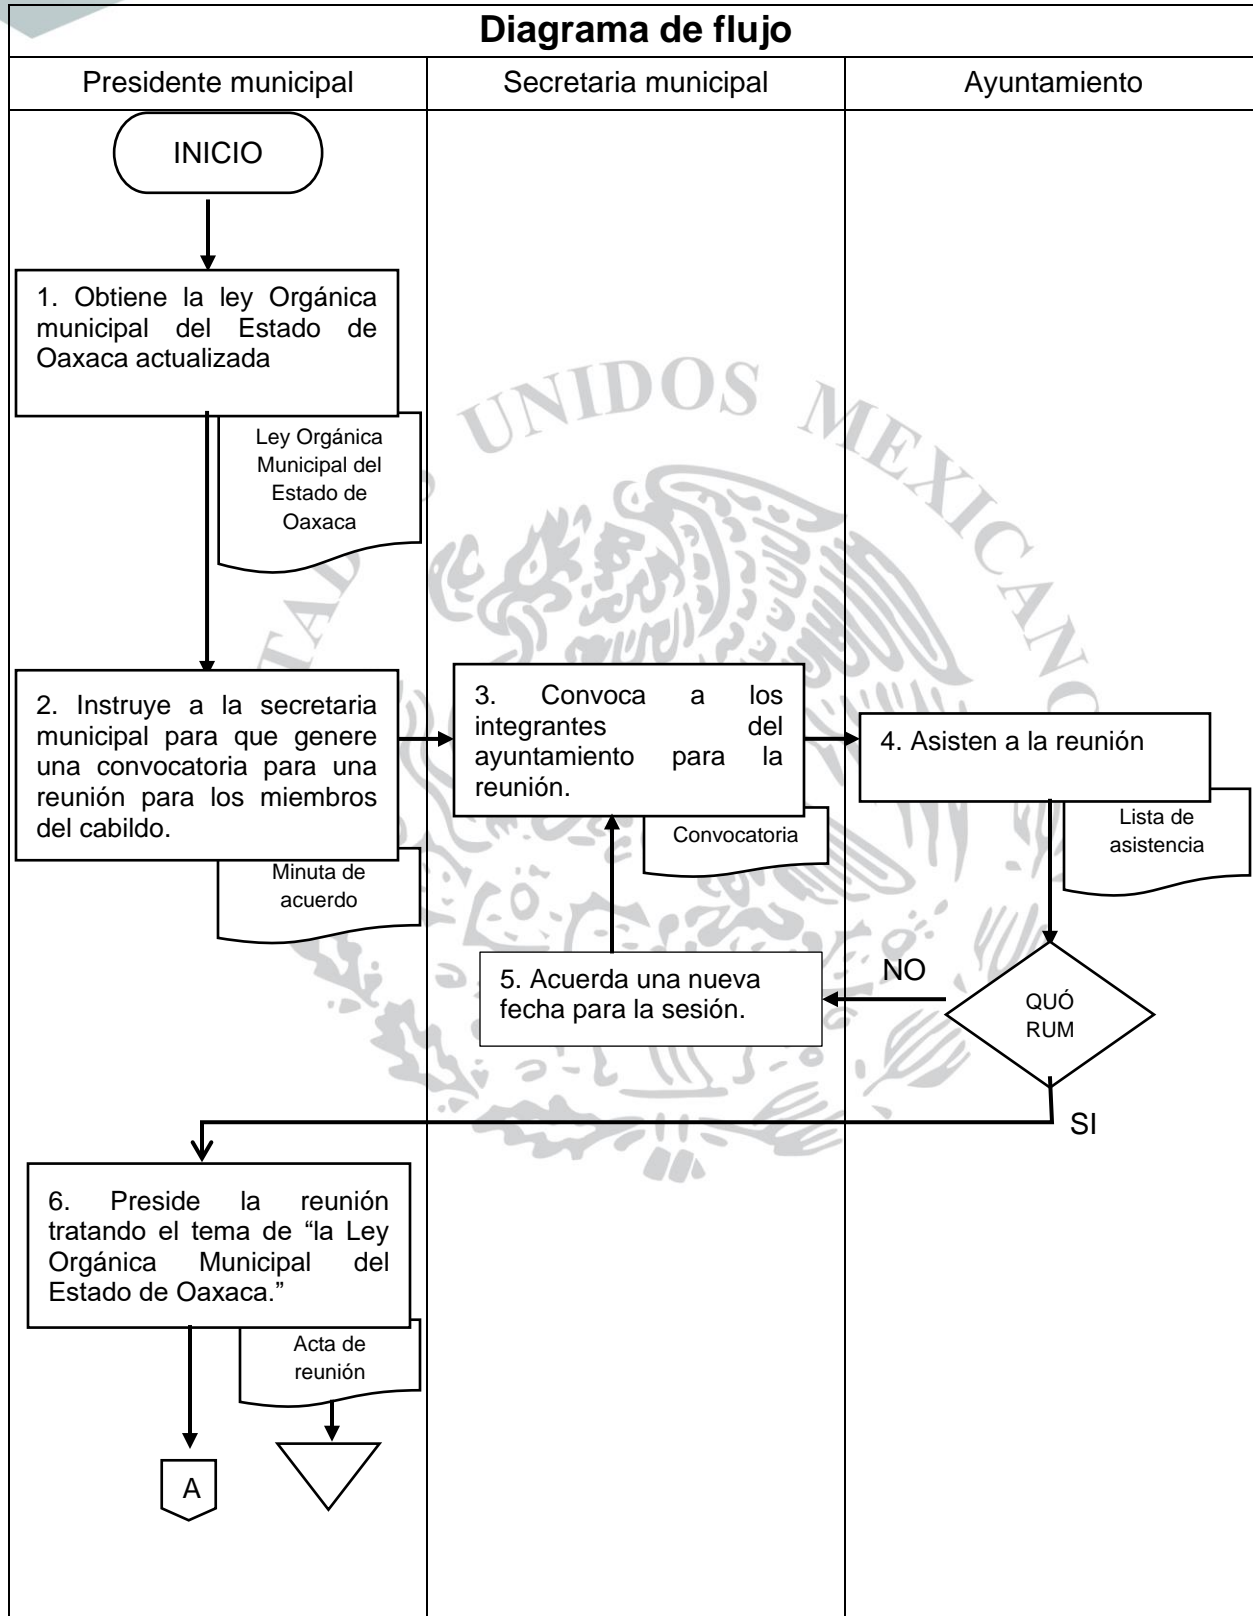 Diagrama de flujo
Presidente municipal
Secretaria municipal
Ayuntamiento
INICIO
1. Obtiene la ley Orgánica
municipal del Estado de
Oaxaca actualizada
Ley Orgánica
Municipal del
Estado de
Oaxaca
UNIDOS MEXICANO
2. Instruye a la secretaria
municipal para que genere
una convocatoria para una
reunión para los miembros
del cabildo.
Minuta de
acuerdo
3. Convoca a los
integrantes del
ayuntamiento para la
reunión.
Convocatoria
4. Asisten a la reunión
Lista de
asistencia
QUÓ
RUM
NO
5. Acuerda una nueva
fecha para la sesión.
SI
6. Preside la reunión
tratando el tema de “la Ley
Orgánica Municipal del
Estado de Oaxaca.”
Acta de
reunión
A